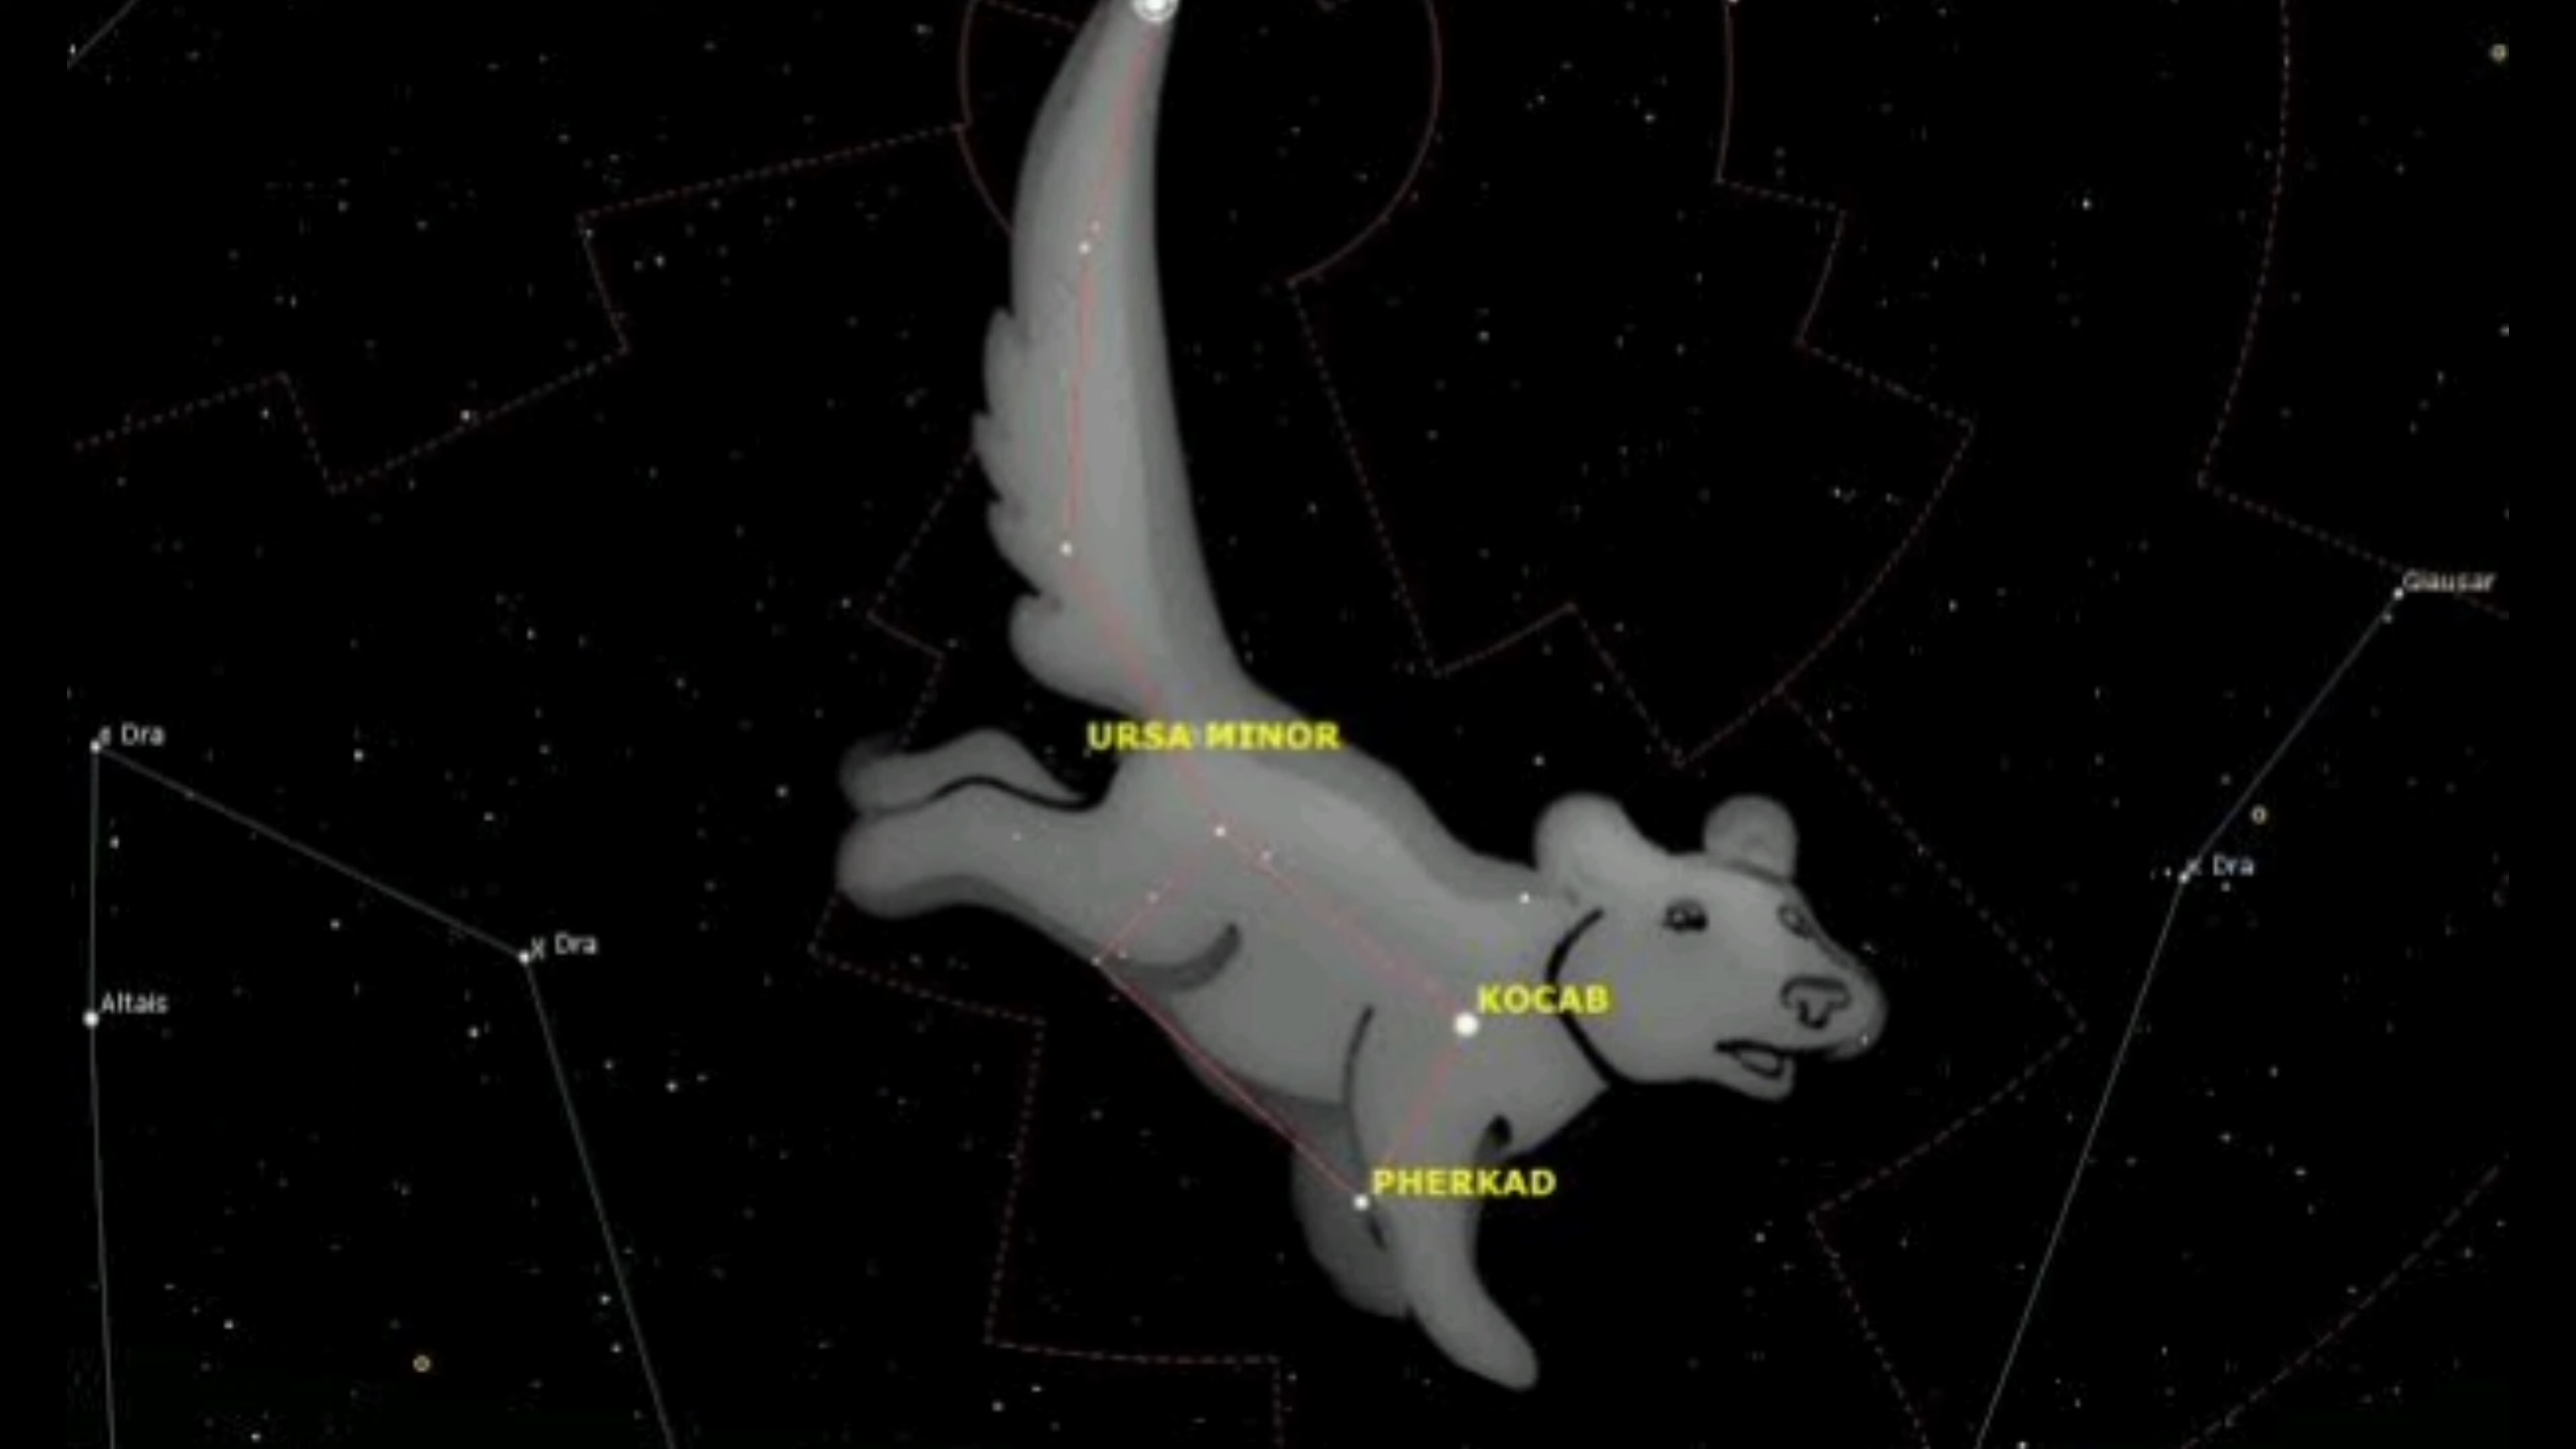 Giausar
ε Dra
URSA MINOR
κ Dra
χ Dra
Altais
KOCAB
PHERKAD